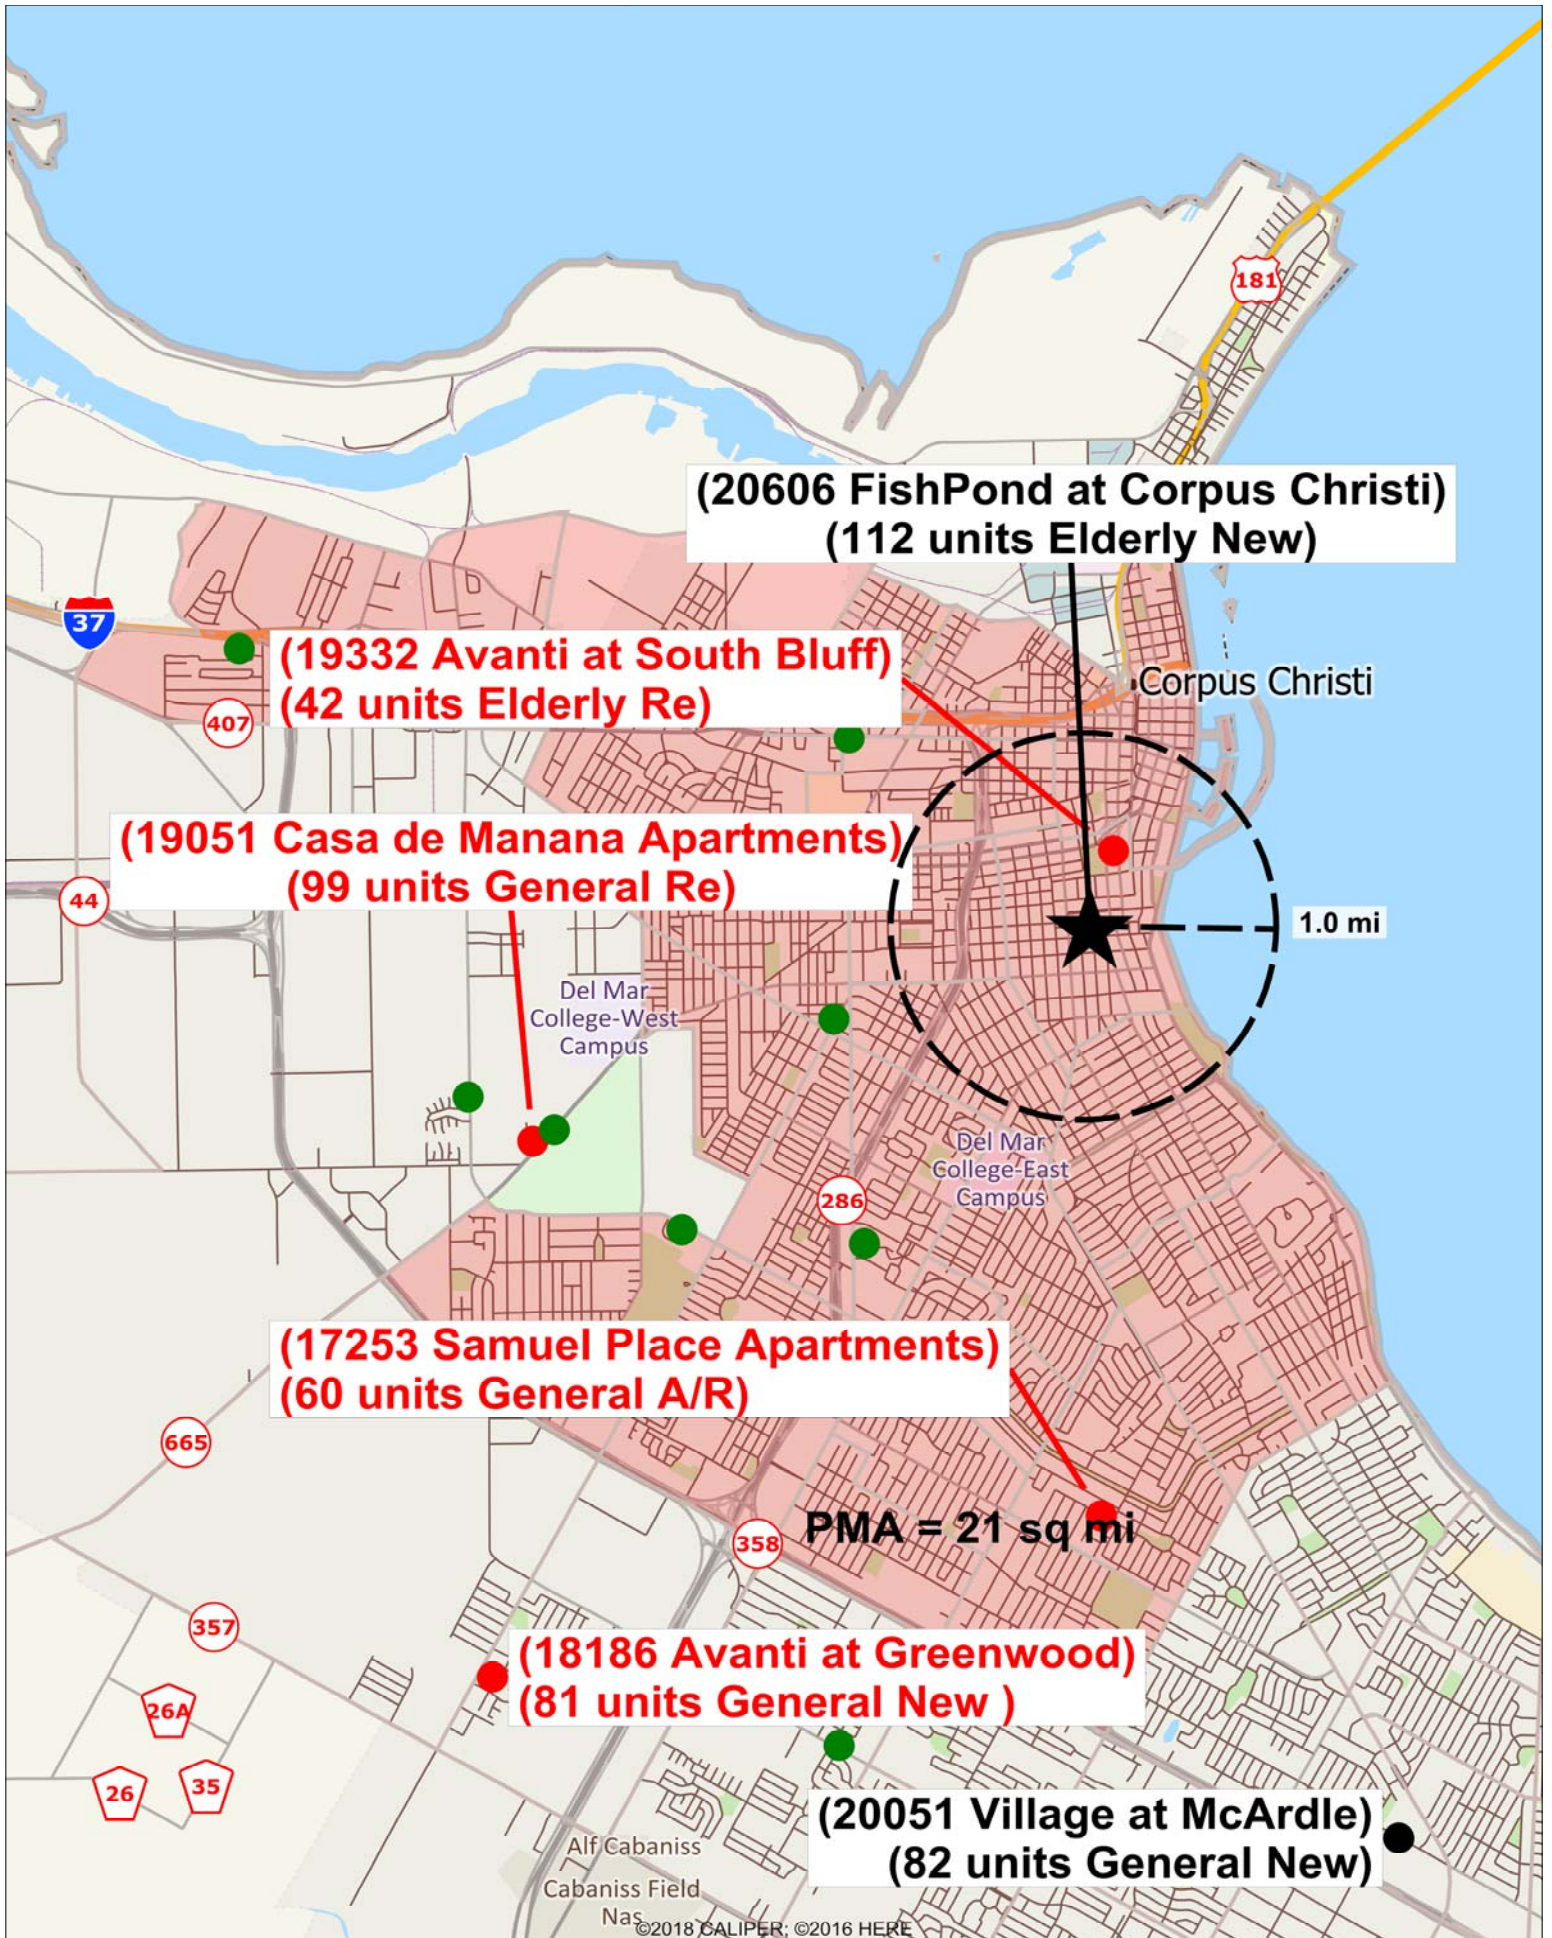 181
(20606 FishPond at Corpus Christi)
(112 units Elderly New)
37
(19332 Avanti at South Bluff)
(42 units Elderly Re)
Corpus Christi
407
(19051 Casa de Manana Apartments)
(99 units General Re)
44
1.0 mi
Del Mar
College-West
Campus
Del Mar
College-East
Campus
286
(17253 Samuel Place Apartments)
(60 units General A/R)
665
PMA = 21 sq mi
358
357
(18186 Avanti at Greenwood)
(81 units General New )
26A
26
35
(20051 Village at McArdle)
(82 units General New)
Alf Cabaniss
Cabaniss Field
Nas
©2018 CALIPER; ©2016 HERE